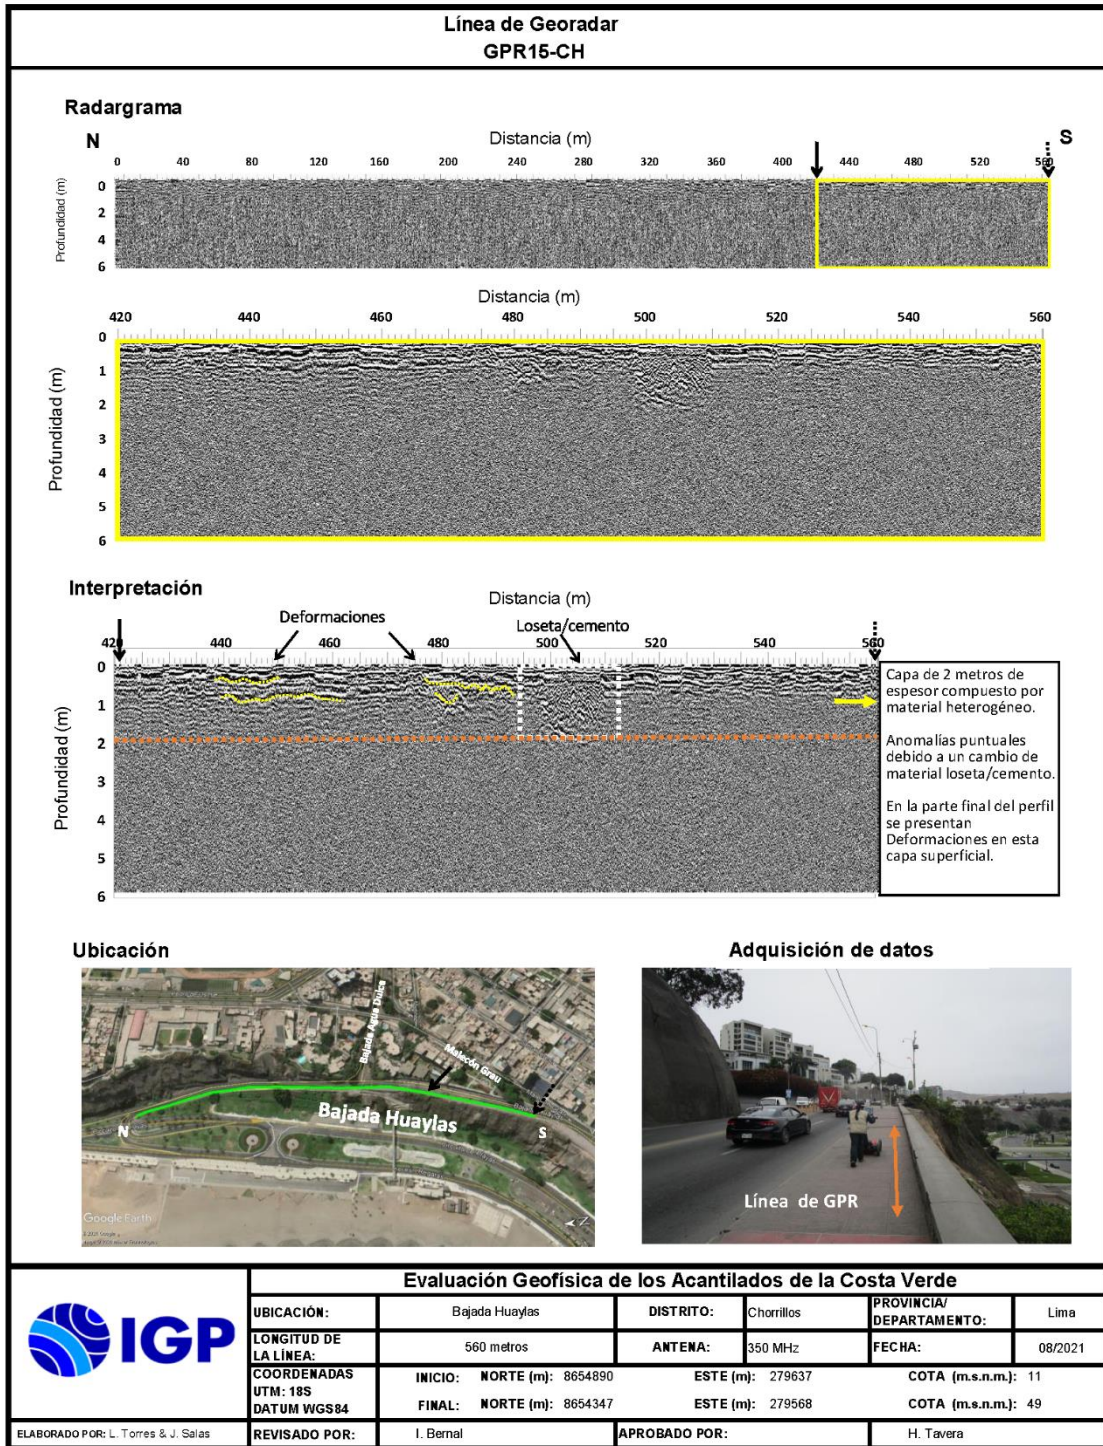 Línea de Georadar
GPR15-CH
Radargrama
Distancia (m)
N
S
0 40 80 120 160 200 240 280 320 360 400 440 480 520 560
Profundidad (m)
0
2
4
6
Distancia (m)
420 440 460 480 500 520 540 560
Profundidad (m)
0
1
2
3
4
5
6
Interpretación
Distancia (m)
Deformaciones
Loseta/cemento
420 440 460 480 500 520 540 560
Profundidad (m)
0
1
2
3
4
5
6
Capa de 2 metros de
espesor compuesto por
material heterogéneo.
Anomalías puntuales
debido a un cambio de
material loseta/cemento.
En la parte final del perfil
se presentan
Deformaciones en esta
capa superficial.
Ubicación
Bajada Agua Dulce
Malecón Grau
Bajada Huaylas
N
S
Google Earth
N
Adquisición de datos
Línea de GPR
IGP
Evaluación Geofísica de los Acantilados de la Costa Verde
UBICACIÓN: Bajada Huaylas DISTRITO: Chorrillos PROVINCIA/
DEPARTAMENTO: Lima
LONGITUD DE
LA LÍNEA: 560 metros ANTENA: 350 MHz FECHA: 08/2021
COORDENADAS
UTM: 18S
DATUM WGS84
INICIO: NORTE (m): 8654890 ESTE (m): 279637 COTA (m.s.n.m.): 11
FINAL: NORTE (m): 8654347 ESTE (m): 279568 COTA (m.s.n.m.): 49
ELABORADO POR: L. Torres & J. Salas REVISADO POR: I. Bernal APROBADO POR: H. Tavera